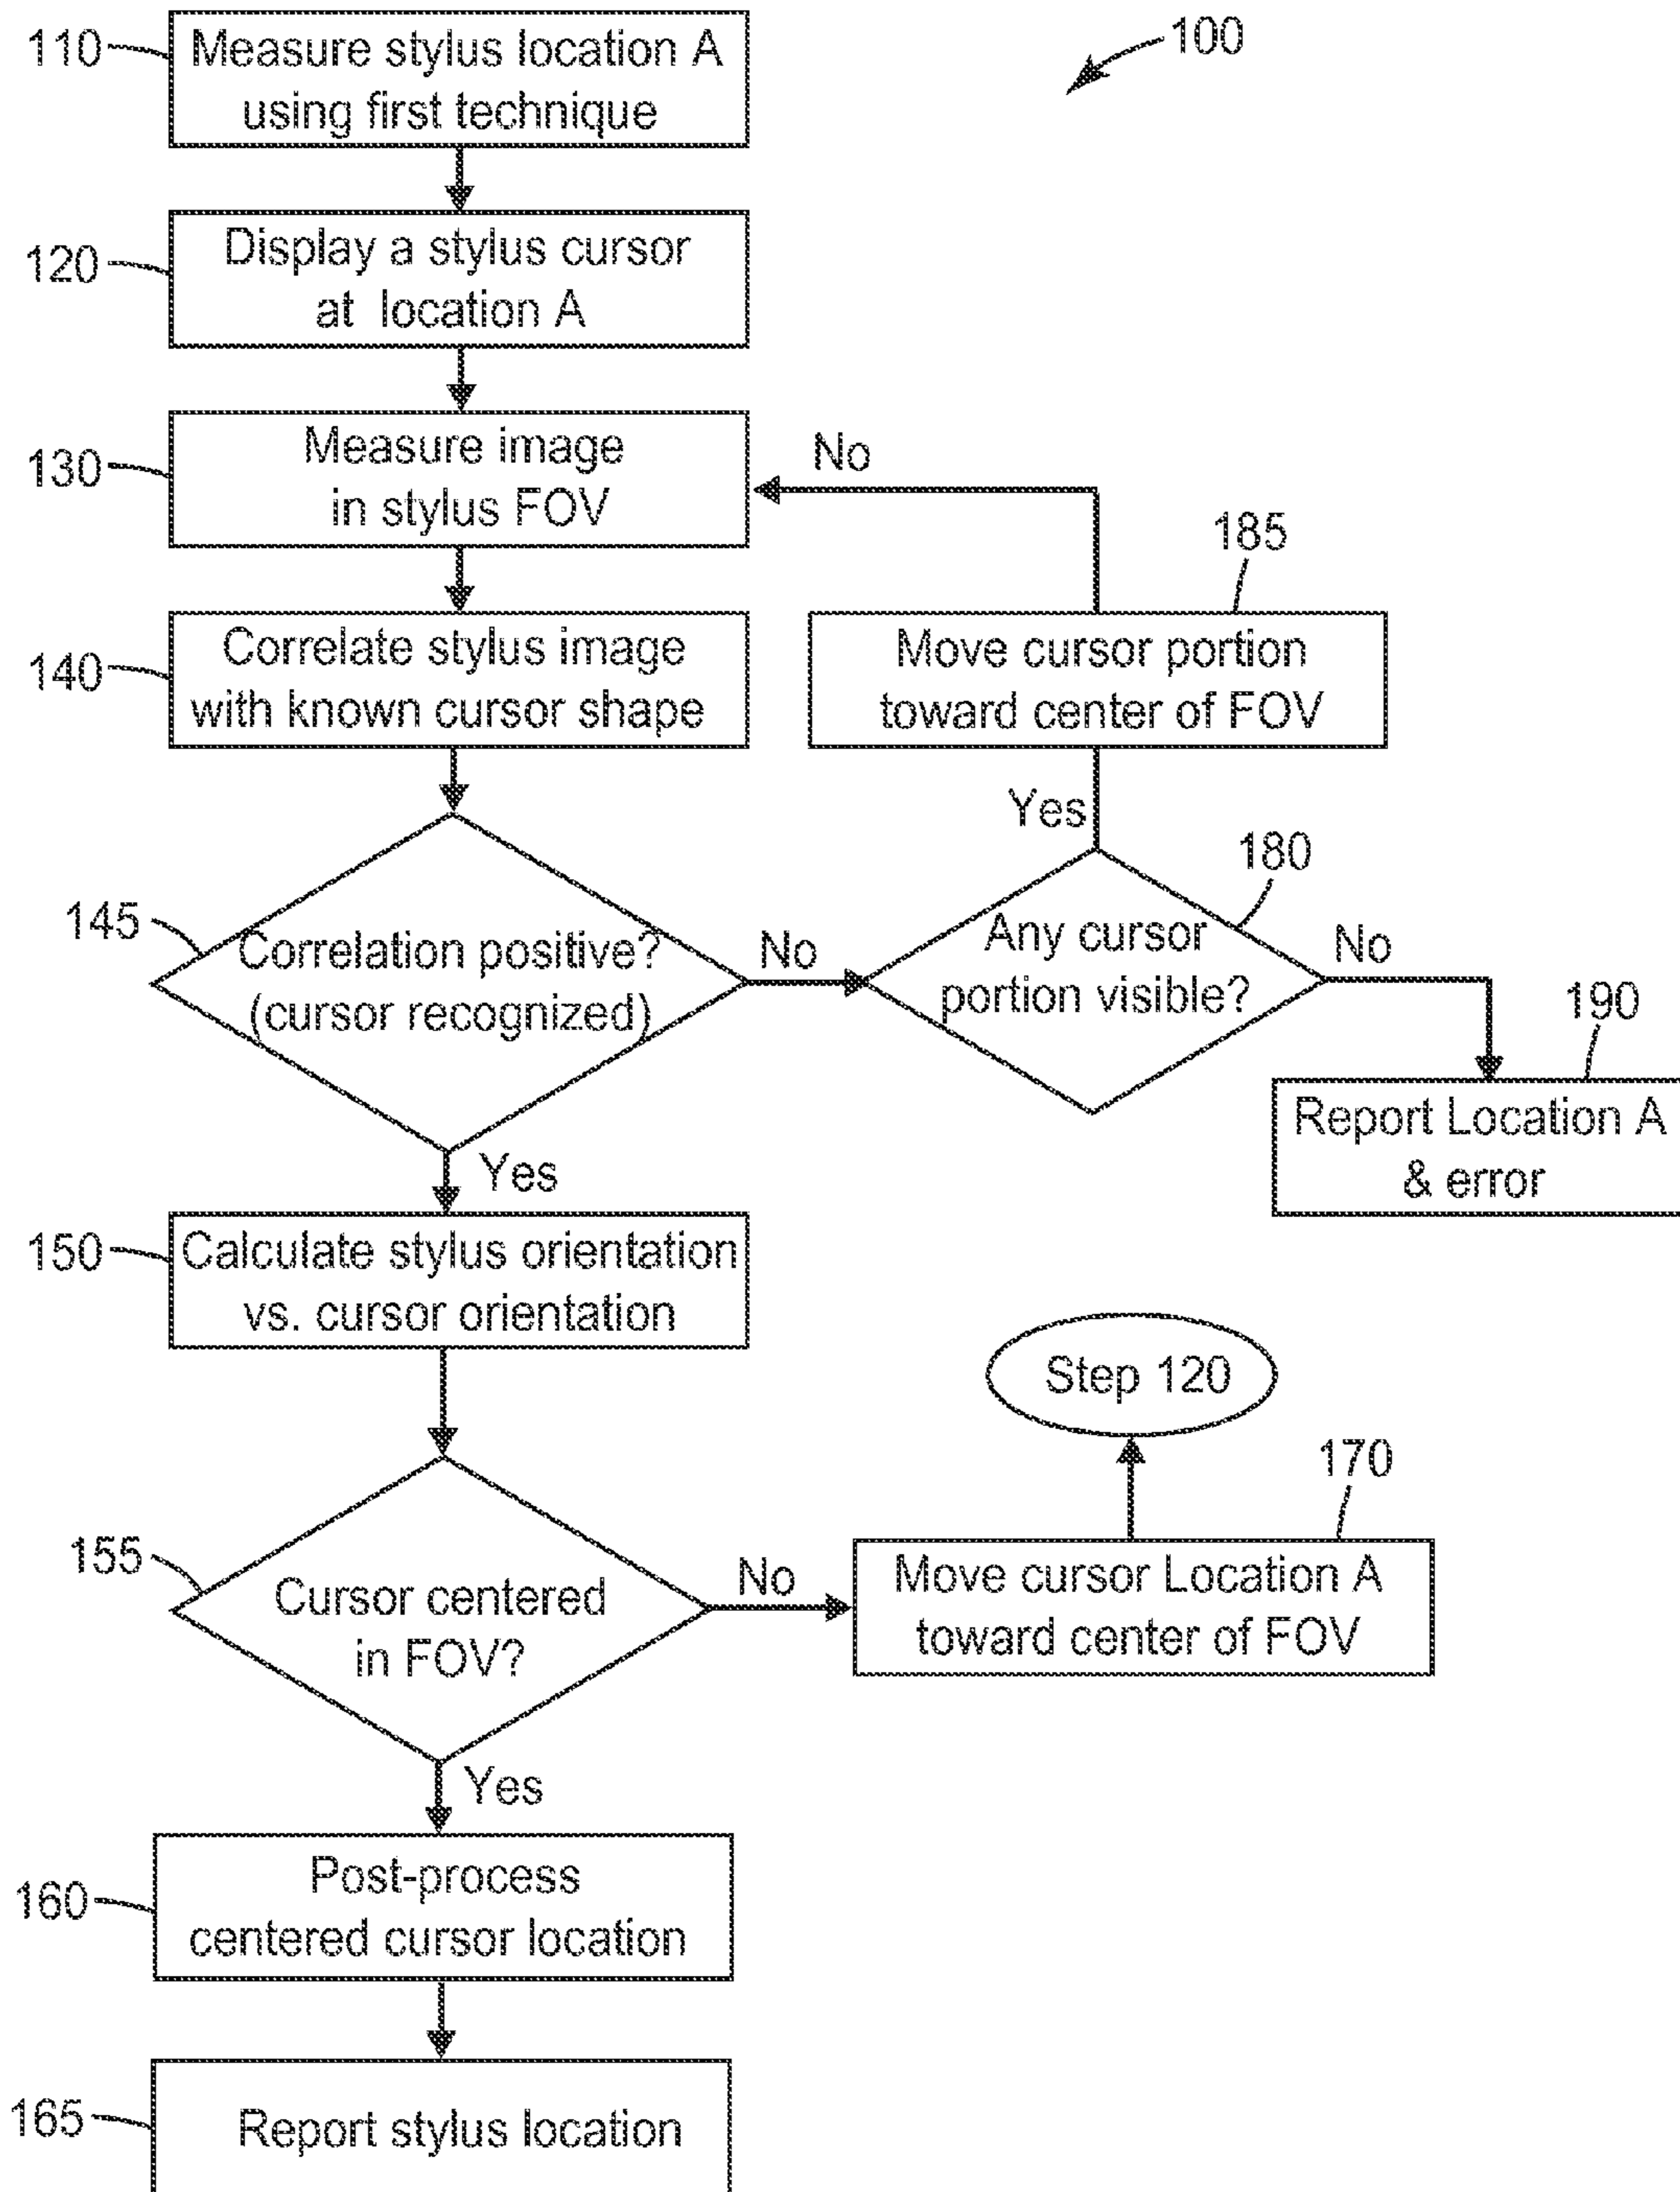 100
110
Measure stylus location A
using first technique
120
Display a stylus cursor
at location A
130
Measure image
in stylus FOV
No
185
140
Correlate stylus image
with known cursor shape
Move cursor portion
toward center of FOV
Yes
180
145
Correlation positive?
(cursor recognized)
No
Any cursor
portion visible?
No
190
Report Location A
& error
Yes
150
Calculate stylus orientation
vs. cursor orientation
Step 120
170
155
Cursor centered
in FOV?
No
Move cursor Location A
toward center of FOV
Yes
160
Post-process
centered cursor location
165
Report stylus location